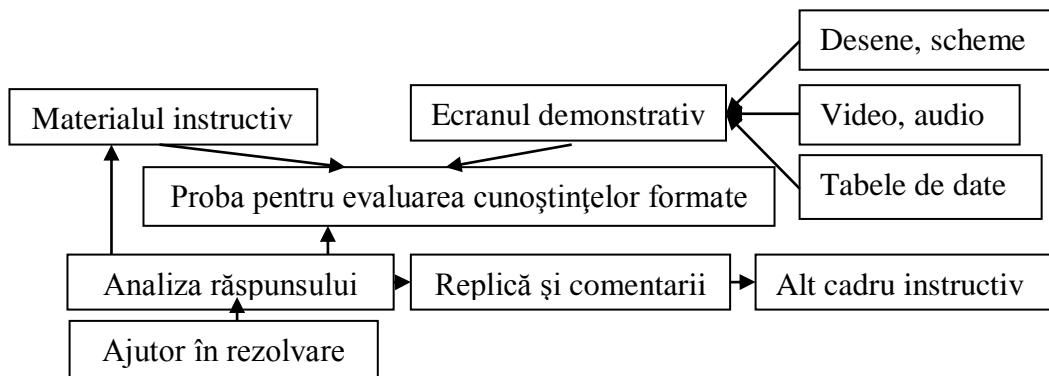 Desene, scheme
Materialul instructiv
Ecranul demonstrativ
Video, audio
Proba pentru evaluarea cunoştinţelor formate
Tabele de date
Analiza răspunsului
Replică şi comentarii
Alt cadru instructiv
Ajutor în rezolvare